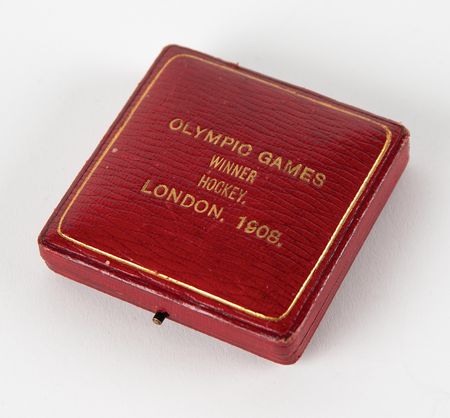 OLYMPIC GAMES
WINNER
HOCKEY.
LONDON, 1908.